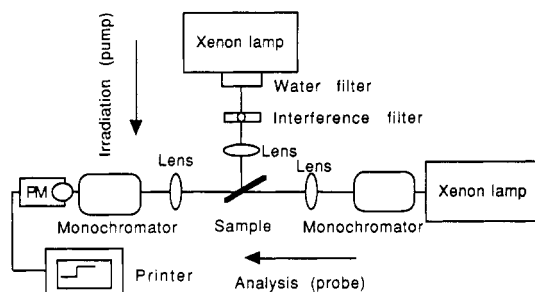 Xenon lamp
Irradiation (pump)
Water filter
Interference filter
Lens
Lens
Lens
PM
Xenon lamp
Monochromator
Sample
Monochromator
Printer
Analysis (probe)